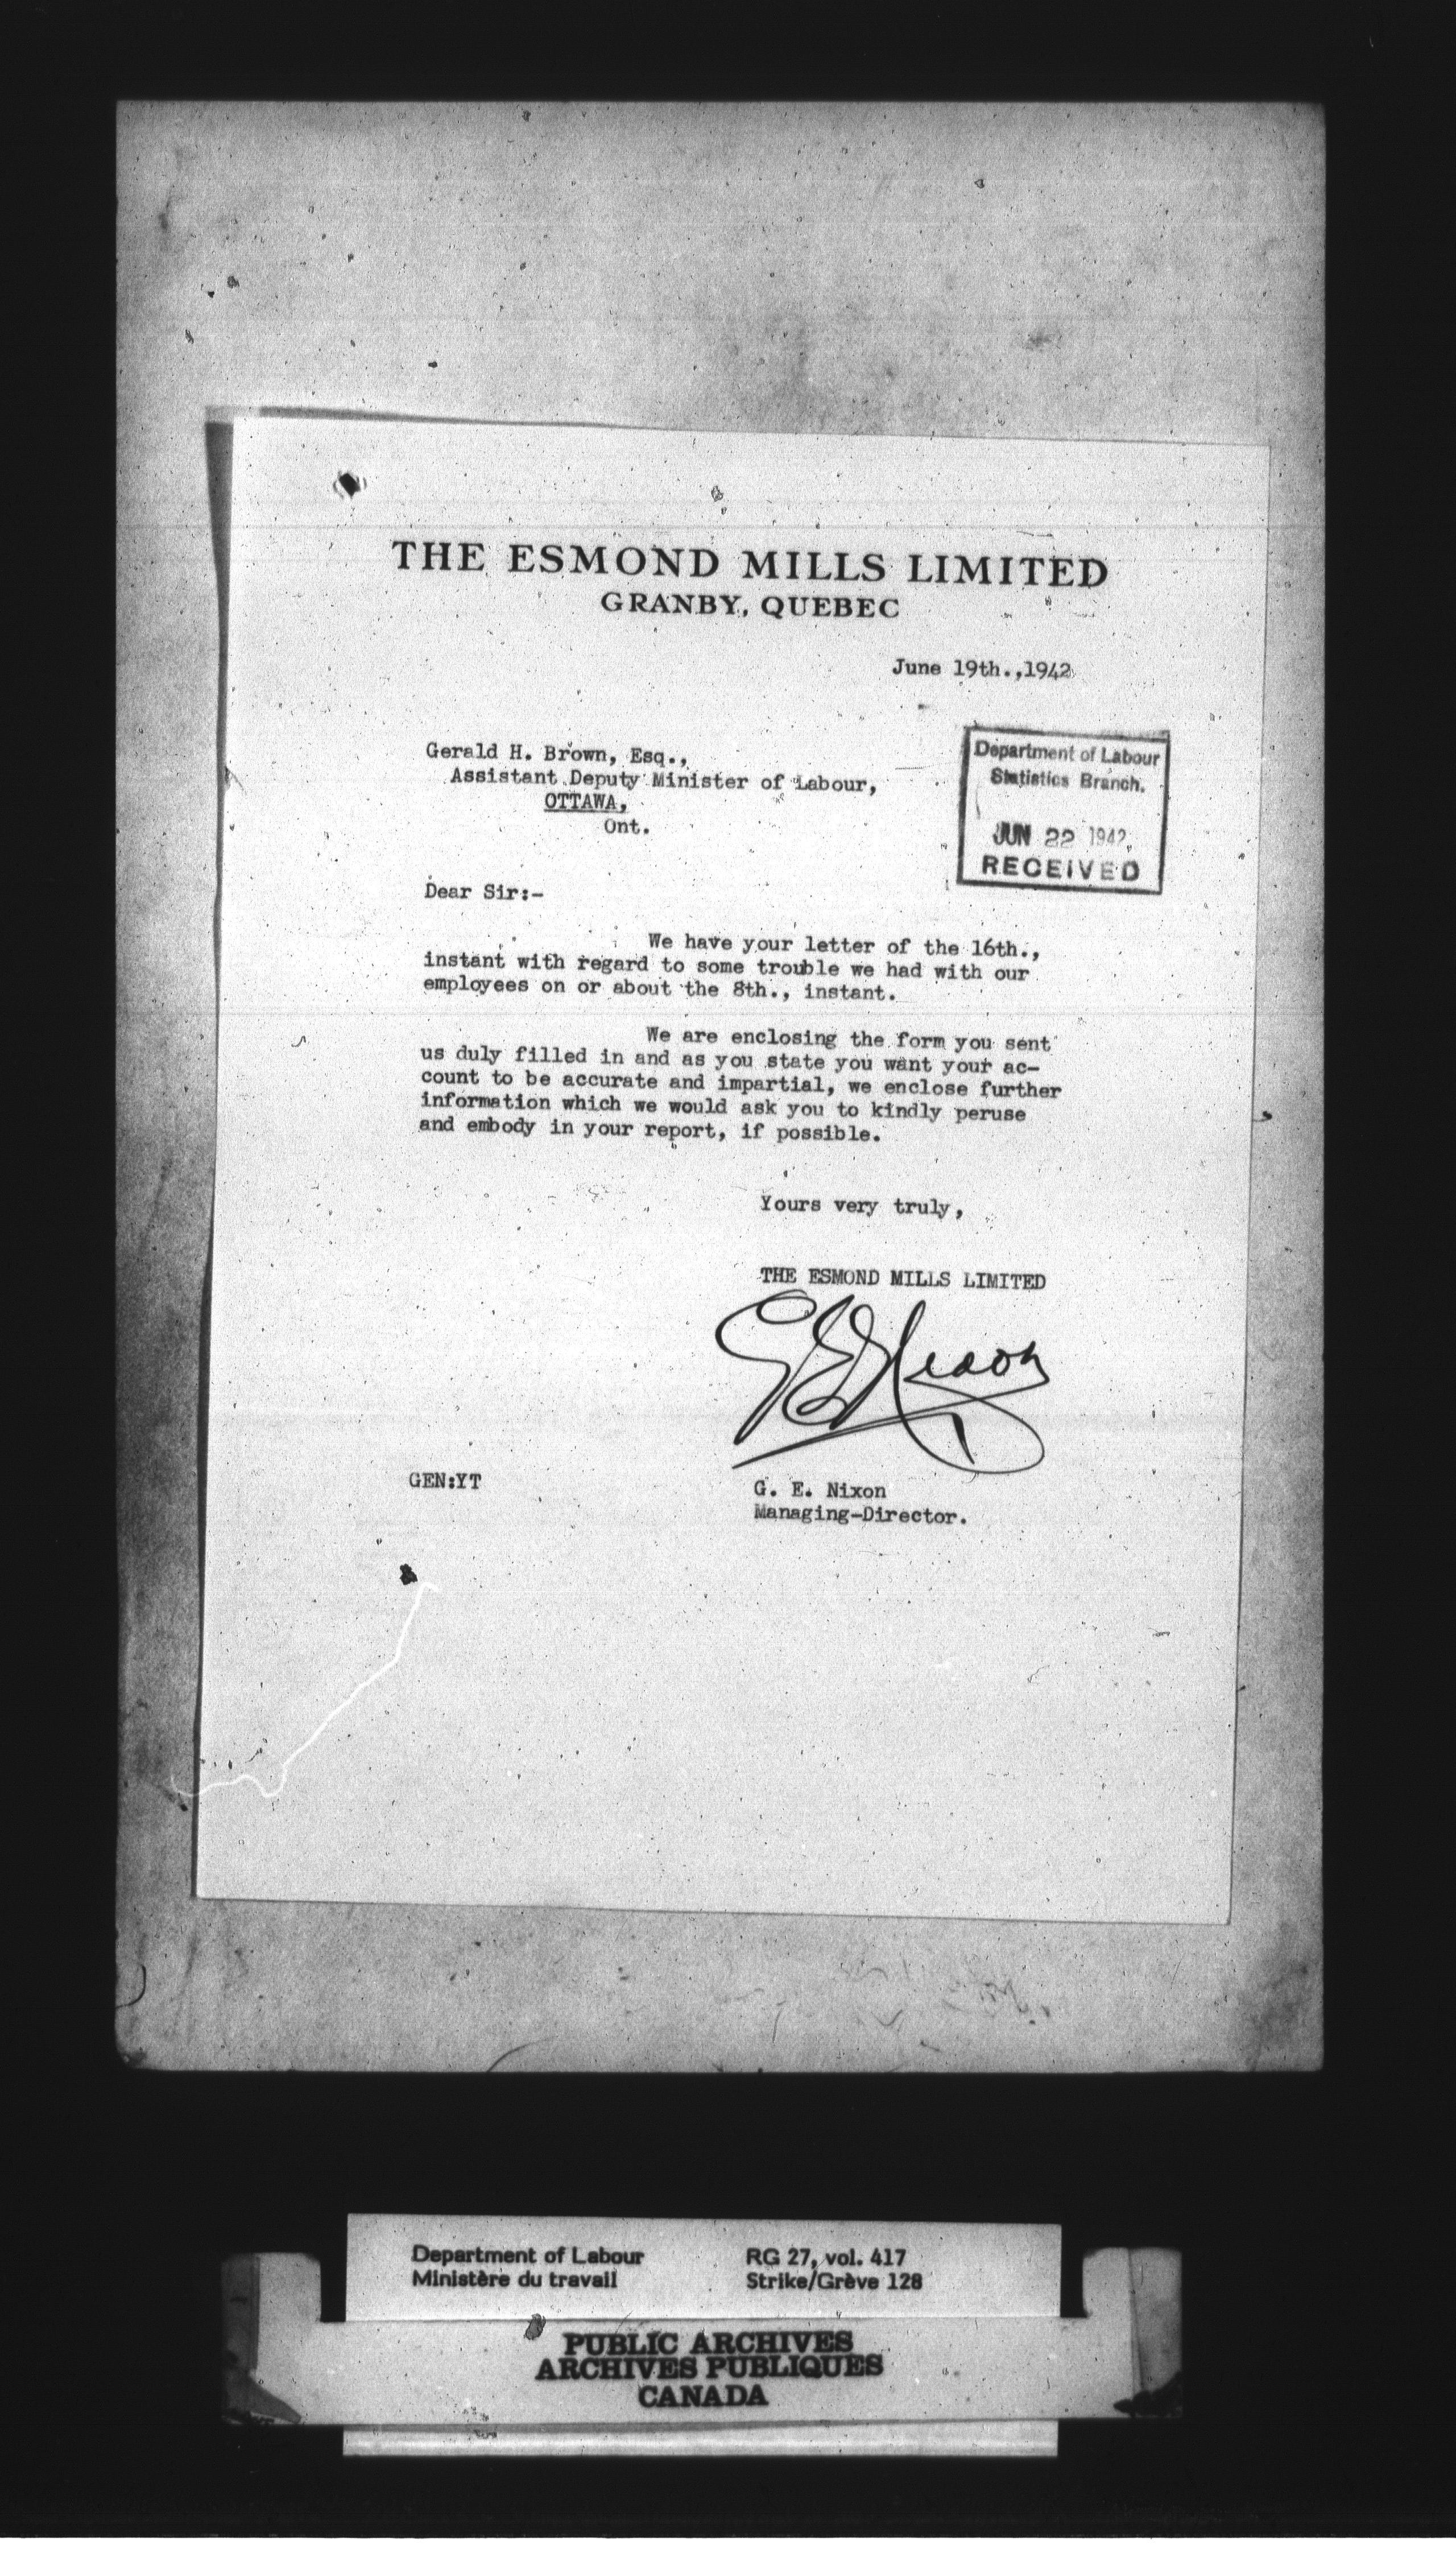 THE ESMOND MILLS LIMITED
GRANBY, QUEBEC
June 19th.,1942
Gerald H. Brown, Esq.,
Assistant Deputy Minister of Labour,
OTTAWA,
Ont.
Department of Labour
Statistics Branch.
JUN 22 1942
RECEIVED
Dear Sir:-
We have your letter of the 16th.,
instant with regard to some trouble we had with our
employees on or about the 8th., instant.
We are enclosing the form you sent
us duly filled in and as you state you want your ac-
count to be accurate and impartial, we enclose further
information which we would ask you to kindly peruse
and embody in your report, if possible.
Yours very truly,
THE ESMOND MILLS LIMITED
G E Nixon
GEN:YT
G. E. Nixon
Managing-Director.
Department of Labour
Ministère du travail
RG 27, vol. 417
Strike/Grève 128
PUBLIC ARCHIVES
ARCHIVES PUBLIQUES
CANADA